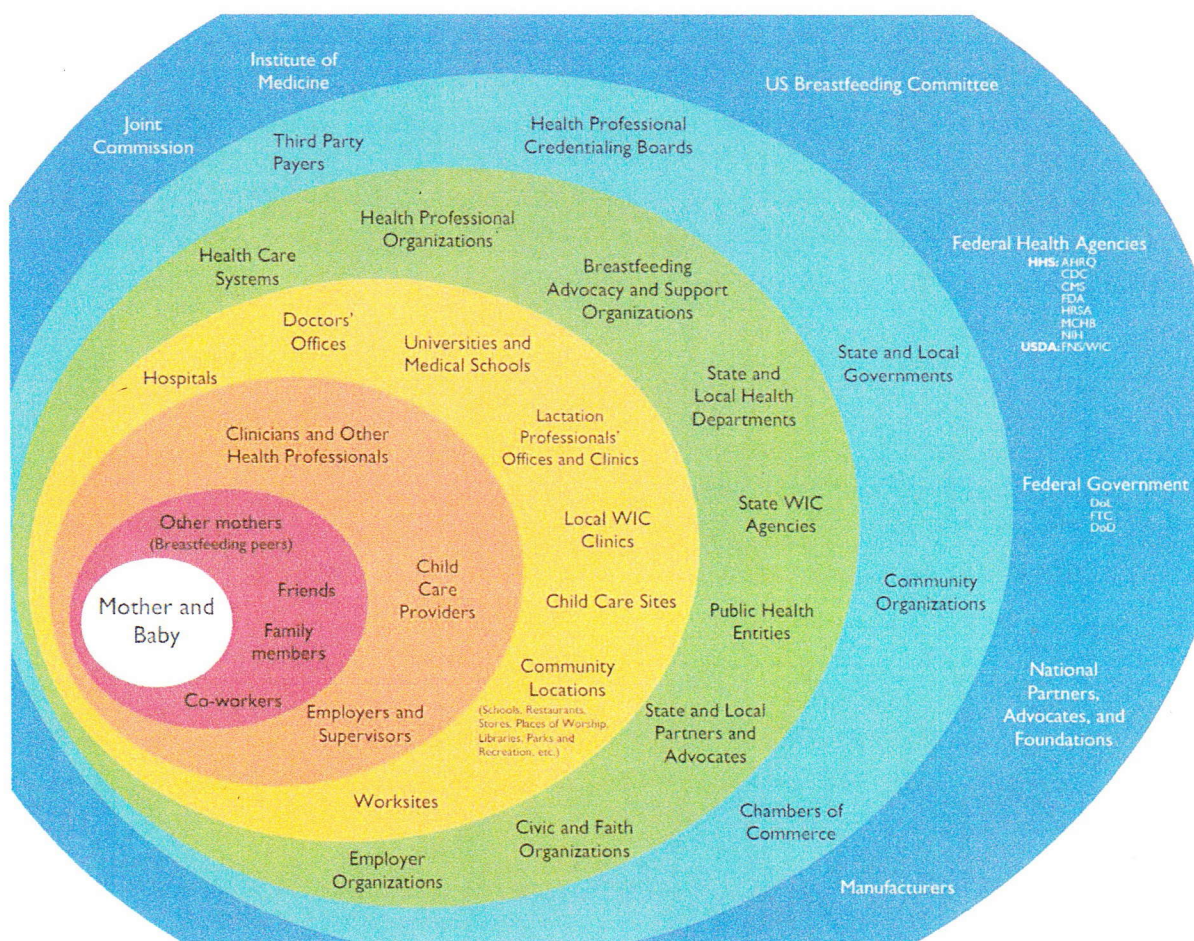 Institute of
Medicine
US Breastfeeding Committee
Joint
Commission
Third Party
Payers
Health Professional
Credentialing Boards
Health Professional
Organizations
Health Care
Systems
Breastfeeding
Advocacy and Support
Organizations
Federal Health Agencies
HHS: AHRQ
CDC
CMS
FDA
HRSA
MCHB
NIH
USDA: FNS/WIC
Doctors'
Offices
Universities and
Medical Schools
State and Local
Governments
Hospitals
State and
Local Health
Departments
Clinicians and Other
Health Professionals
Lactation
Professionals'
Offices and Clinics
Federal Government
DoL
FTC
DoD
State WIC
Agencies
Other mothers
(Breastfeeding peers)
Local WIC
Clinics
Child
Care
Providers
Friends
Community
Organizations
Mother and
Baby
Child Care Sites
Public Health
Entities
Family
members
Community
Locations
(Schools, Restaurants,
Stores, Places of Worship,
Libraries, Parks and
Recreation, etc.)
National
Partners,
Advocates, and
Foundations
Co-workers
Employers and
Supervisors
State and Local
Partners and
Advocates
Worksites
Chambers of
Commerce
Civic and Faith
Organizations
Employer
Organizations
Manufacturers